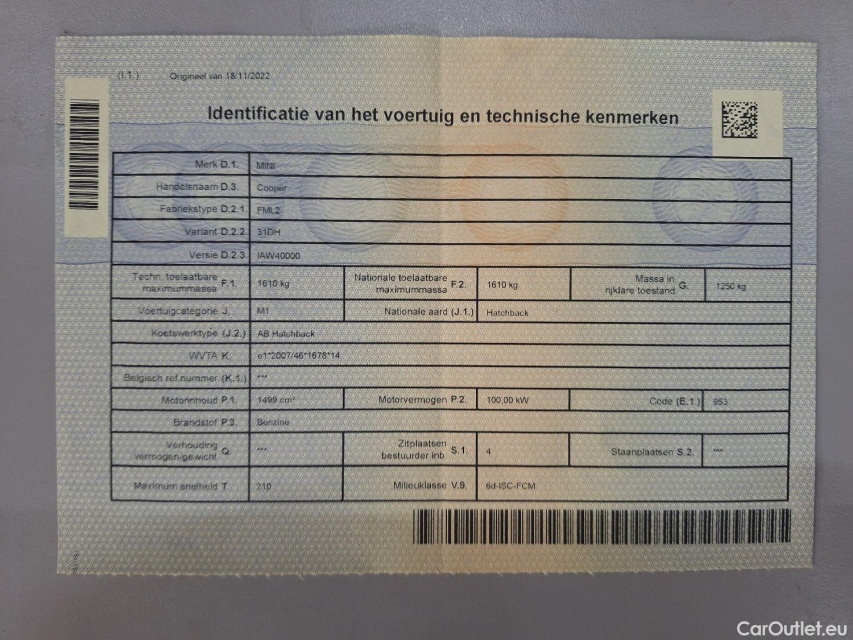 (I.1.) Origineel van 18/11/2022
Identificatie van het voertuig en technische kenmerken
Merk D.1. MINI
Handelsnaam D.3. Cooper
Fabriekstype D.2.1. FML2
Variant D.2.2. 31DH
Versie D.2.3. IAW40000
Techn. toelaatbare maximummassa F.1. 1610 kg Nationale toelaatbare maximummassa F.2. 1610 kg Massa in rijklare toestand G. 1250 kg
Voertuigcategorie J. M1 Nationale aard (J.1.) Hatchback
Koetswerktype (J.2.) AB Hatchback
WVTA K. e1*2007/46*1678*14
Belgisch ref.nummer (K.1.) ***
Motorinhoud P.1. 1499 cm³ Motorvermogen P.2. 100.00 kW Code (E.1.) 953
Brandstof P.3. Benzine
Verhouding vermogen/gewicht Q. *** Zitplaatsen bestuurder inb. S.1. 4 Staanplaatsen S.2. ***
Maximum snelheid T. 210 Milieuklasse V.9. 6d-ISC-FCM
CarOutlet.eu